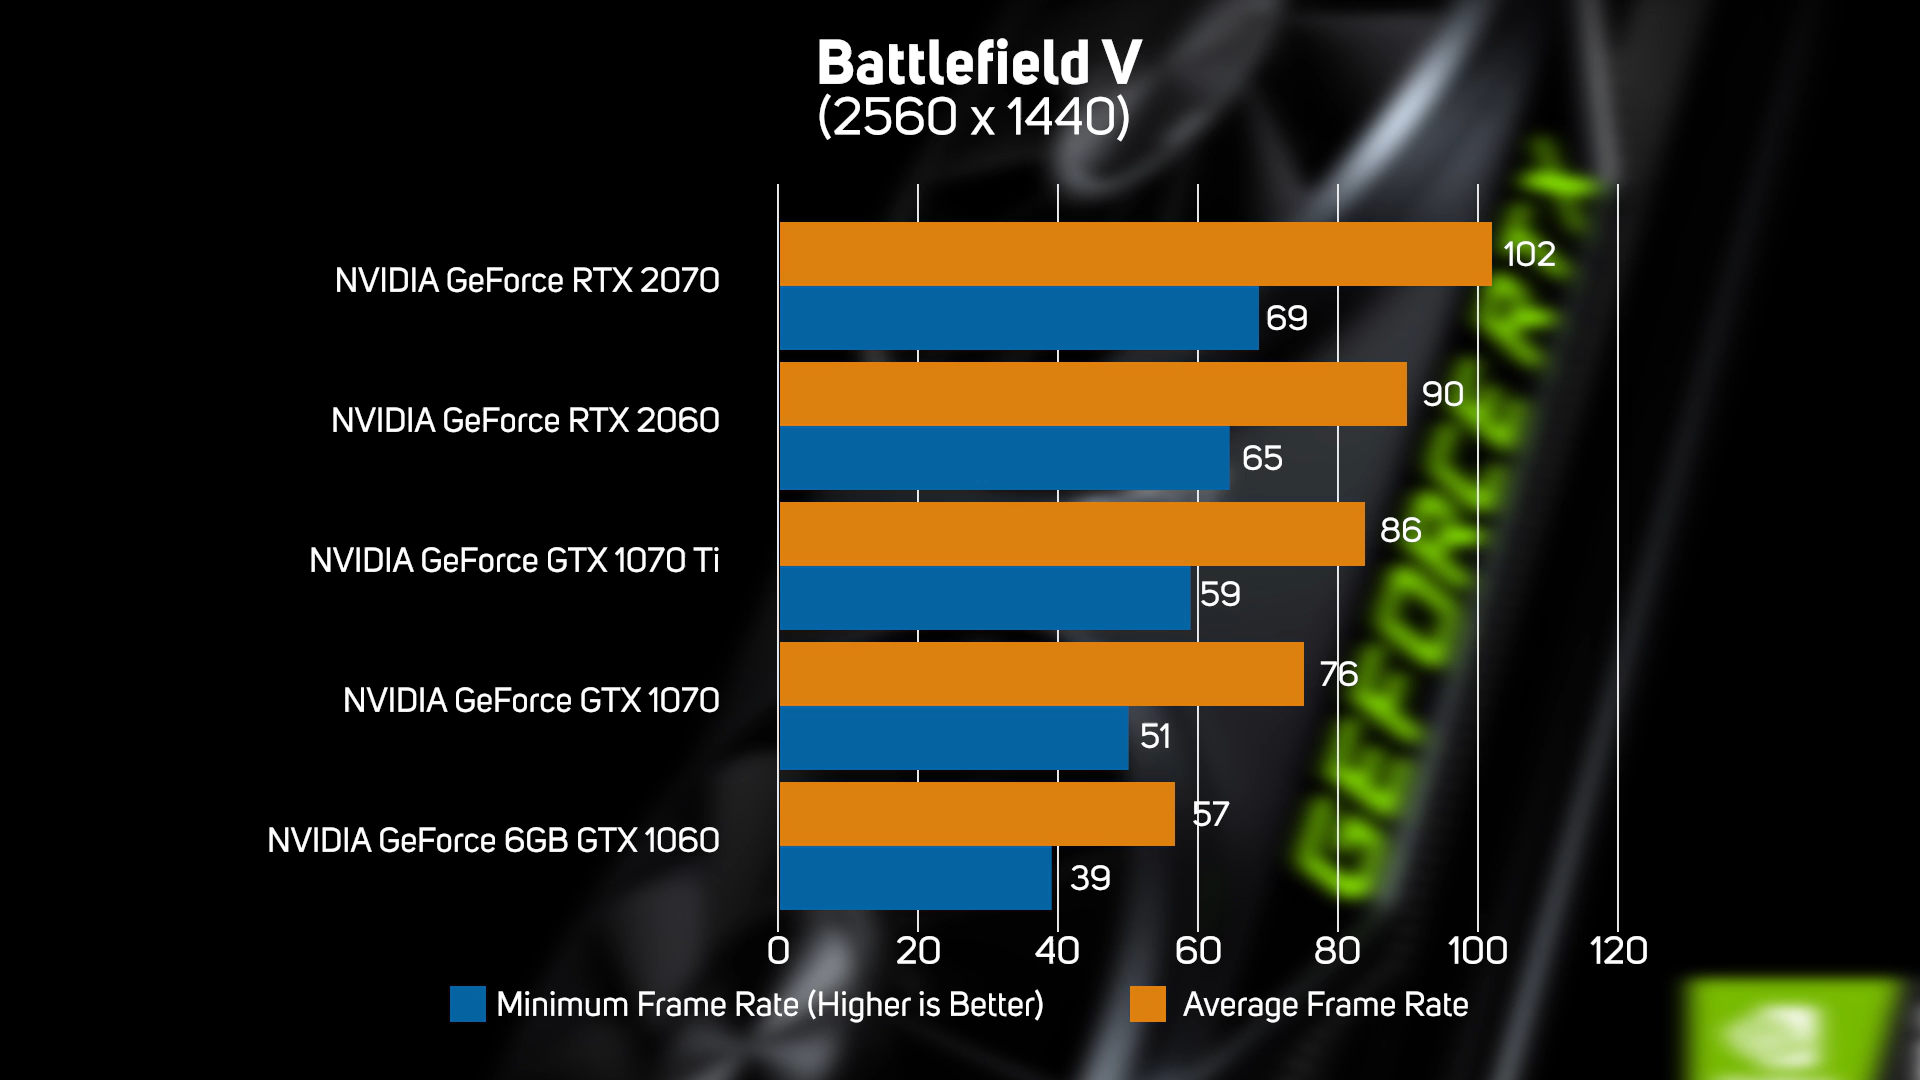 Battlefield V
(2560 x 1440)
NVIDIA GeForce RTX 2070
102
69
NVIDIA GeForce RTX 2060
90
65
NVIDIA GeForce GTX 1070 Ti
86
59
NVIDIA GeForce GTX 1070
76
51
NVIDIA GeForce 6GB GTX 1060
57
39
0 20 40 60 80 100 120
Minimum Frame Rate (Higher is Better) Average Frame Rate
GEFORCE RTX